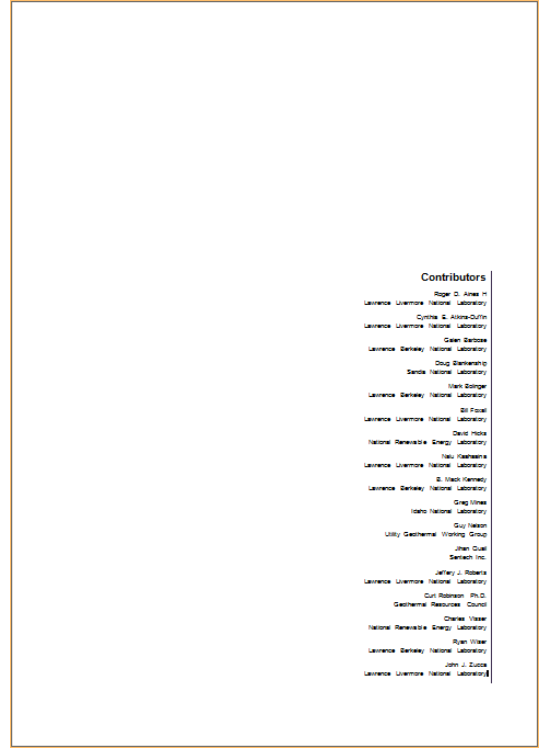 Contributors
Roger D. Aines H
Lawrence Livermore National Laboratory
Cynthia E. Atkins-Duffin
Lawrence Livermore National Laboratory
Galen Barbose
Lawrence Berkeley National Laboratory
Doug Blankenship
Sandia National Laboratory
Mark Bolinger
Lawrence Berkeley National Laboratory
Bill Foxall
Lawrence Livermore National Laboratory
David Hicks
National Renewable Energy Laboratory
Nalu Kaahaaina
Lawrence Livermore National Laboratory
B. Mack Kennedy
Lawrence Berkeley National Laboratory
Greg Mines
Idaho National Laboratory
Guy Nelson
Utility Geothermal Working Group
Jihan Quail
Sentech Inc.
Jeffery J. Roberts
Lawrence Livermore National Laboratory
Curt Robinson Ph.D.
Geothermal Resources Council
Charles Visser
National Renewable Energy Laboratory
Ryan Wiser
Lawrence Berkeley National Laboratory
John J. Zucca
Lawrence Livermore National Laboratory